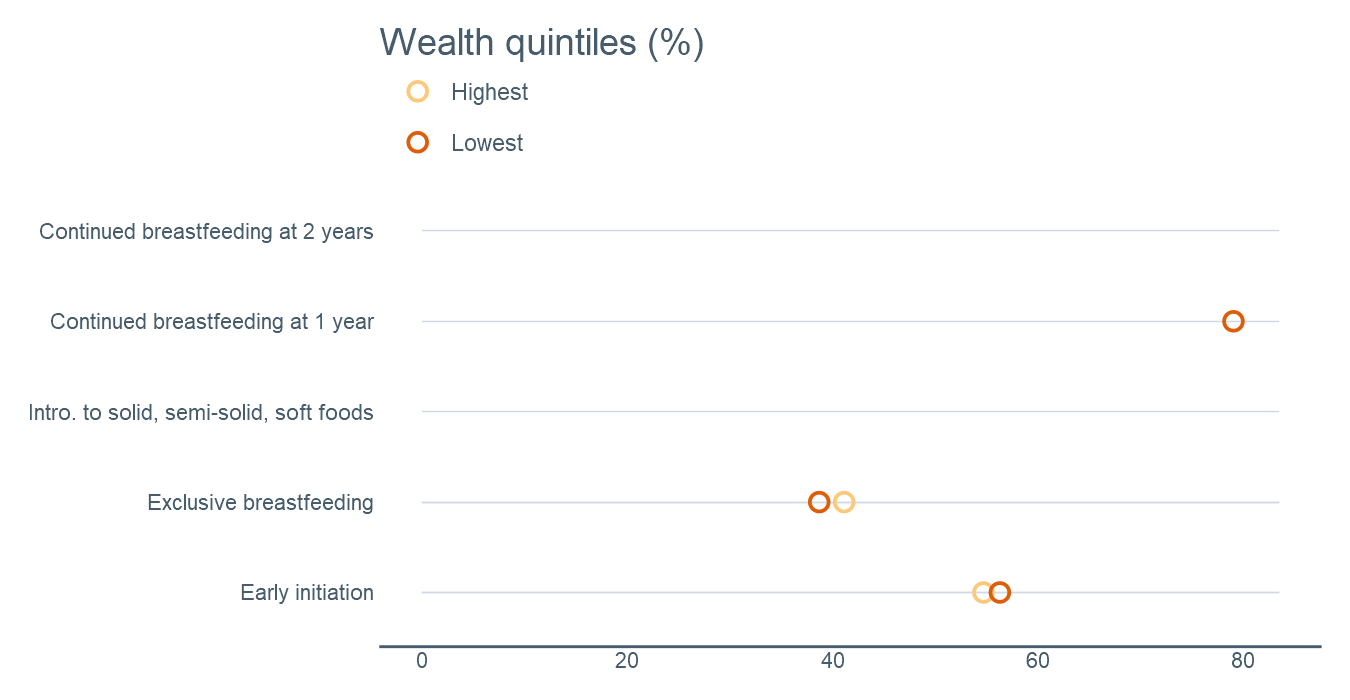 Wealth quintiles (%)
Highest
Lowest
Continued breastfeeding at 2 years
Continued breastfeeding at 1 year
Intro. to solid, semi-solid, soft foods
Exclusive breastfeeding
Early initiation
0 20 40 60 80